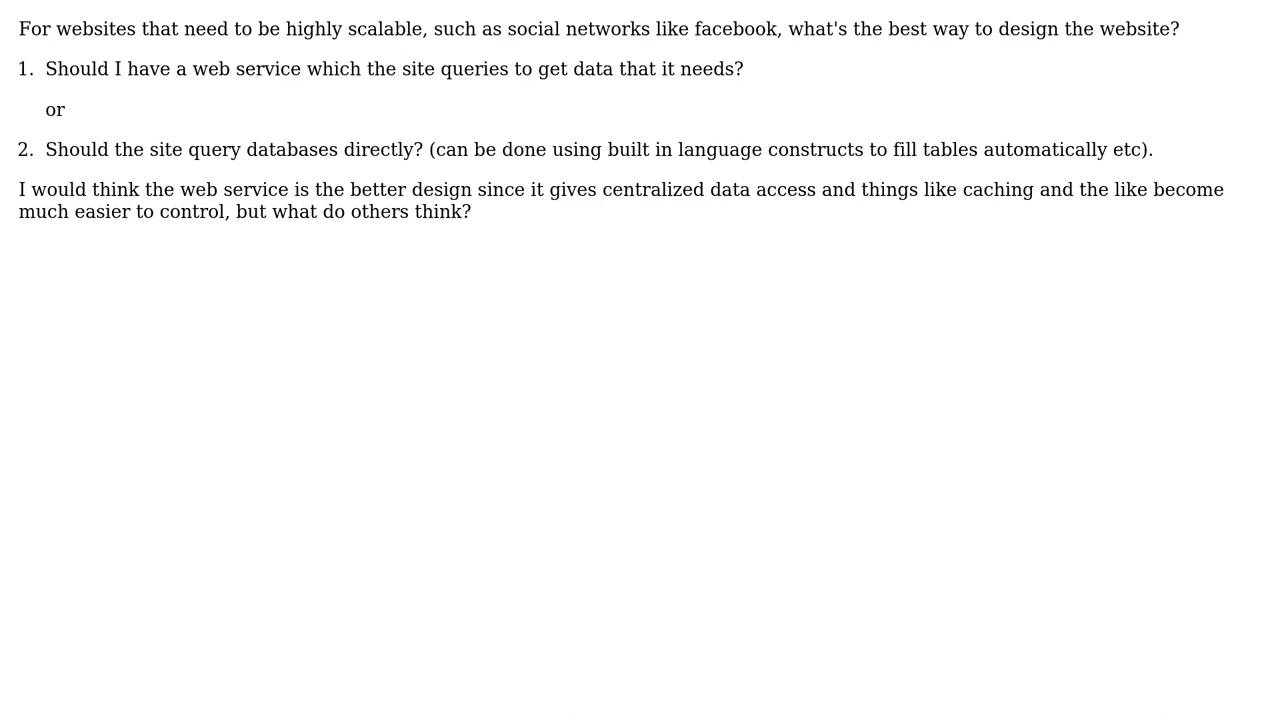 For websites that need to be highly scalable, such as social networks like facebook, what's the best way to design the website?
1. Should I have a web service which the site queries to get data that it needs?
or
2. Should the site query databases directly? (can be done using built in language constructs to fill tables automatically etc).
I would think the web service is the better design since it gives centralized data access and things like caching and the like become
much easier to control, but what do others think?